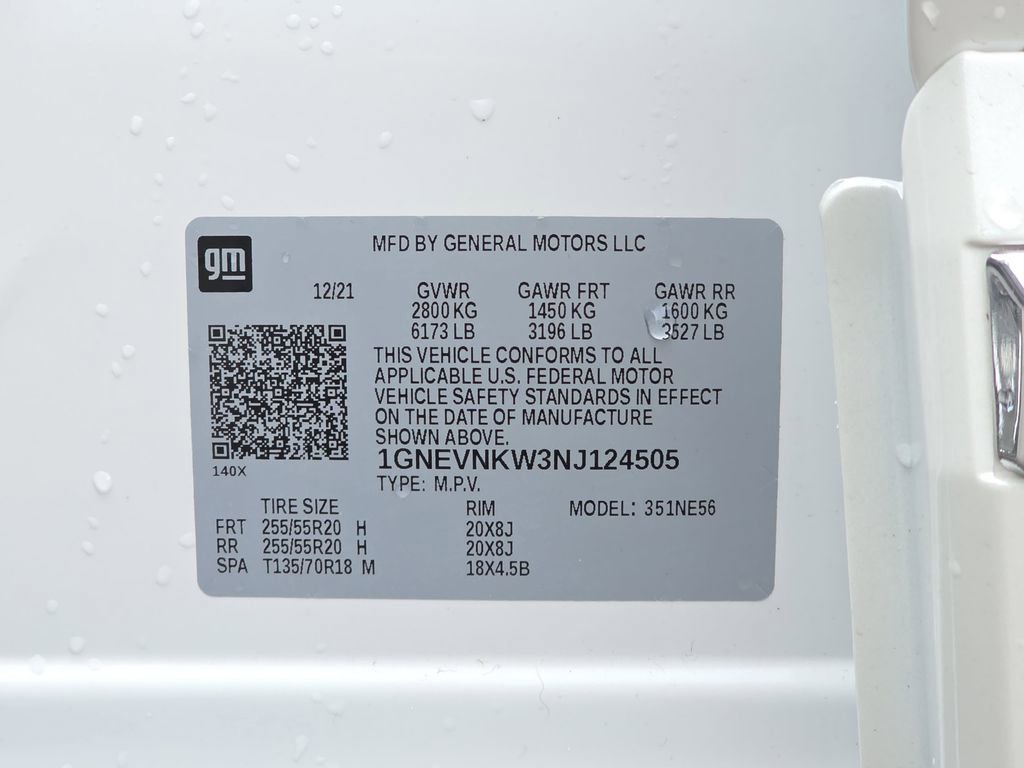 gm
MFD BY GENERAL MOTORS LLC
12/21 GVWR GAWR FRT GAWR RR
2800 KG 1450 KG 1600 KG
6173 LB 3196 LB 3527 LB
THIS VEHICLE CONFORMS TO ALL
APPLICABLE U.S. FEDERAL MOTOR
VEHICLE SAFETY STANDARDS IN EFFECT
ON THE DATE OF MANUFACTURE
SHOWN ABOVE.
140X
1GNEVNKW3NJ124505
TYPE: M.P.V.
TIRE SIZE RIM MODEL: 351NE56
FRT 255/55R20 H 20X8J
RR 255/55R20 H 20X8J
SPA T135/70R18 M 18X4.5B